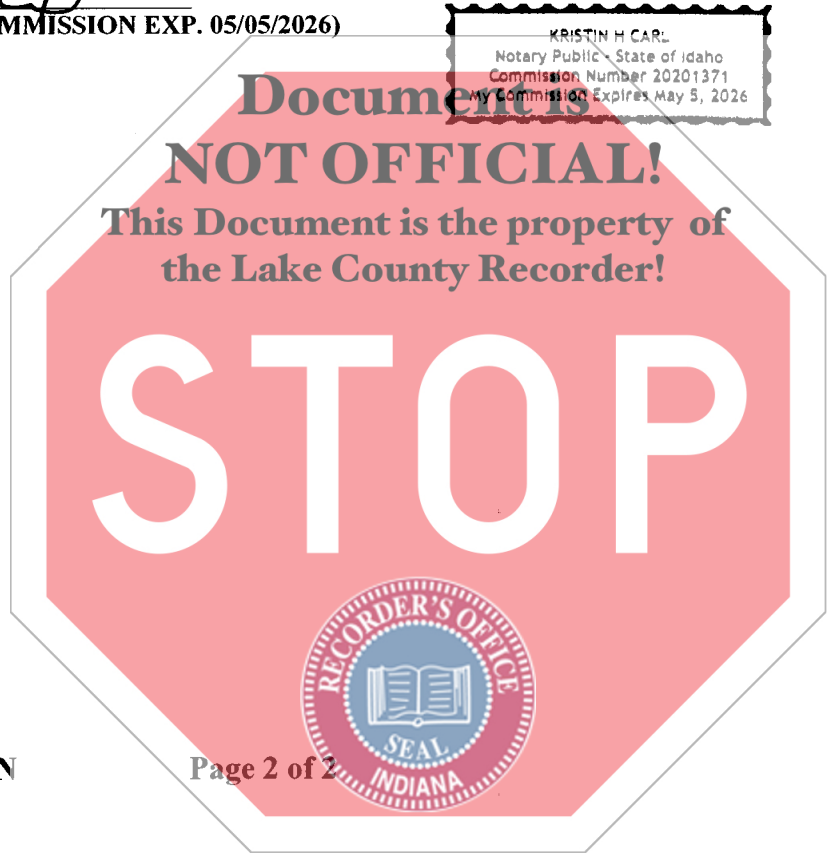 MMISSION EXP. 05/05/2026)
KRISTIN H CARL
Notary Public - State of Idaho
Commission Number 20201371
My Commission Expires May 5, 2026
Document is
NOT OFFICIAL!
This Document is the property of
the Lake County Recorder!
STOP
RECORDER'S OFFICE
SEAL
INDIANA
N
Page 2 of 2